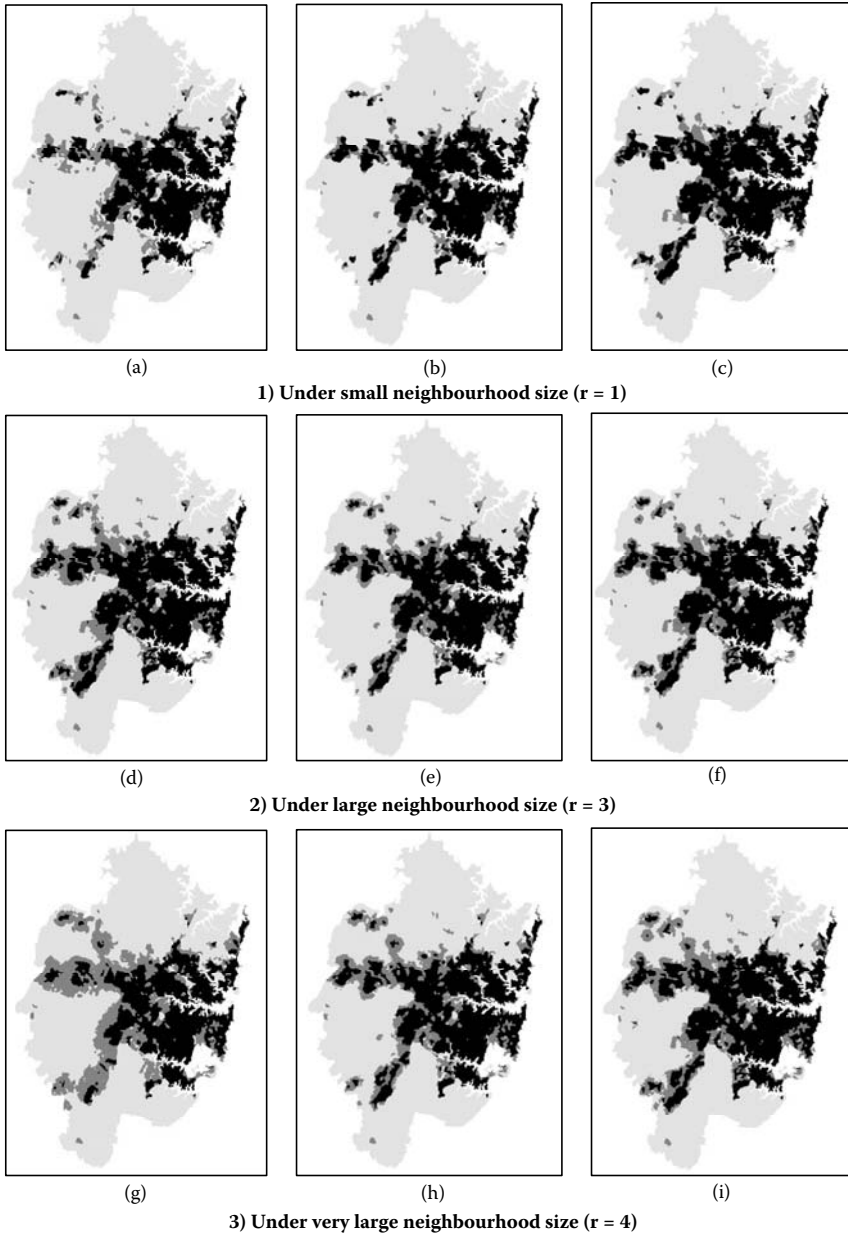 (a) (b) (c)
1) Under small neighbourhood size (r = 1)
(d) (e) (f)
2) Under large neighbourhood size (r = 3)
(g) (h) (i)
3) Under very large neighbourhood size (r = 4)